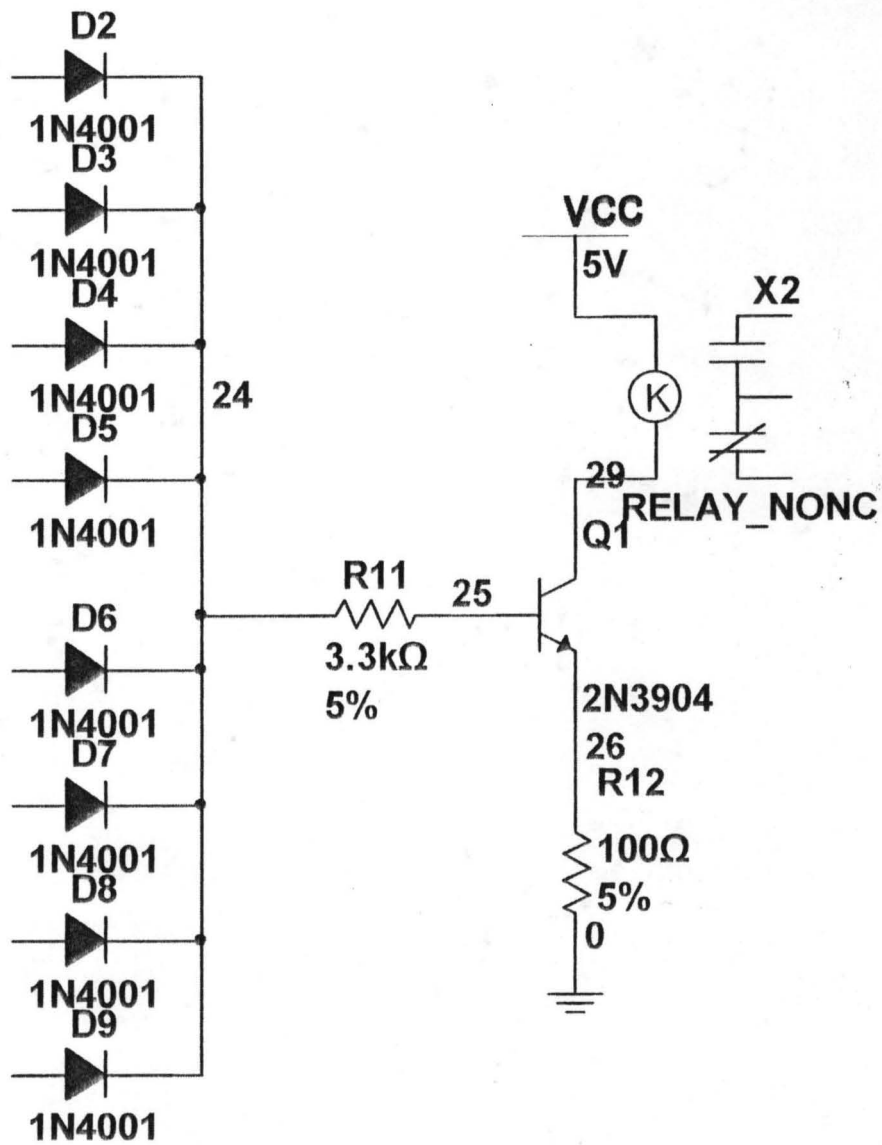 D2
1N4001
D3
1N4001
D4
1N4001
D5
1N4001
24
D6
1N4001
D7
1N4001
D8
1N4001
D9
1N4001
R11
3.3kΩ
5%
25
VCC
5V
X2
K
29
RELAY_NONC
Q1
2N3904
26
R12
100Ω
5%
0